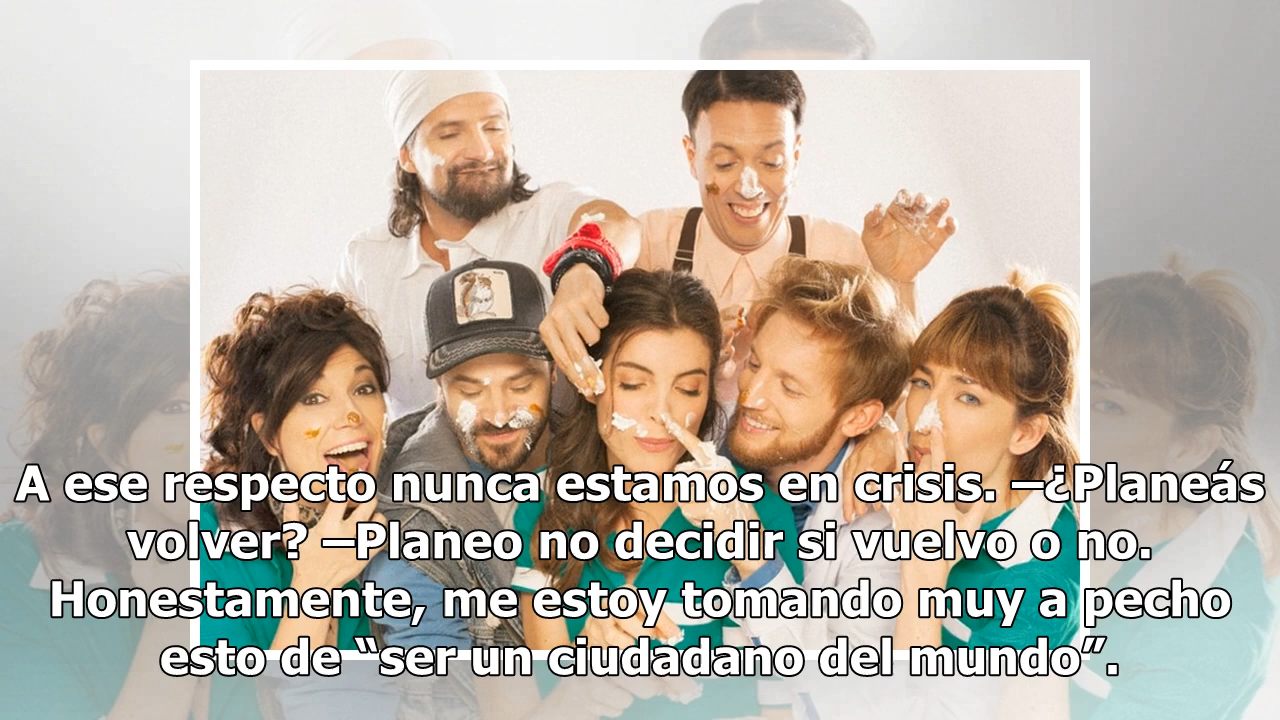 A ese respecto nunca estamos en crisis. –¿Planeás
volver? –Planeo no decidir si vuelvo o no.
Honestamente, me estoy tomando muy a pecho
esto de “ser un ciudadano del mundo”.